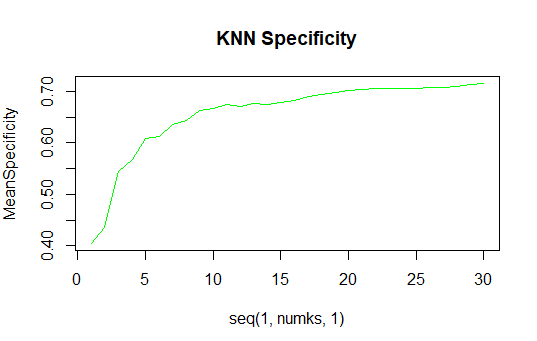 KNN Specificity
MeanSpecificity
0.70
0.60
0.50
0.40
0 5 10 15 20 25 30
seq(1, numks, 1)